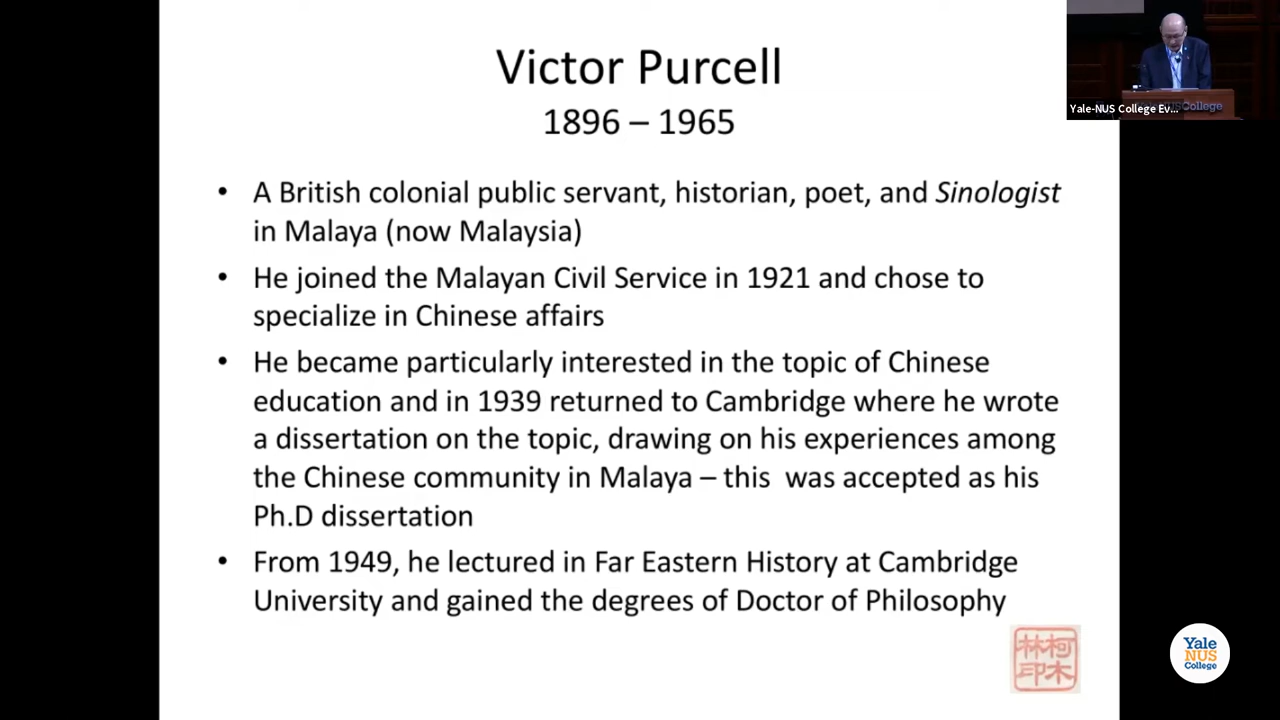 Victor Purcell
1896 – 1965
• A British colonial public servant, historian, poet, and Sinologist
in Malaya (now Malaysia)
• He joined the Malayan Civil Service in 1921 and chose to
specialize in Chinese affairs
• He became particularly interested in the topic of Chinese
education and in 1939 returned to Cambridge where he wrote
a dissertation on the topic, drawing on his experiences among
the Chinese community in Malaya – this  was accepted as his
Ph.D dissertation
• From 1949, he lectured in Far Eastern History at Cambridge
University and gained the degrees of Doctor of Philosophy
柯木
林印
Yale-NUS College Ev...
College
Yale
NUS
College